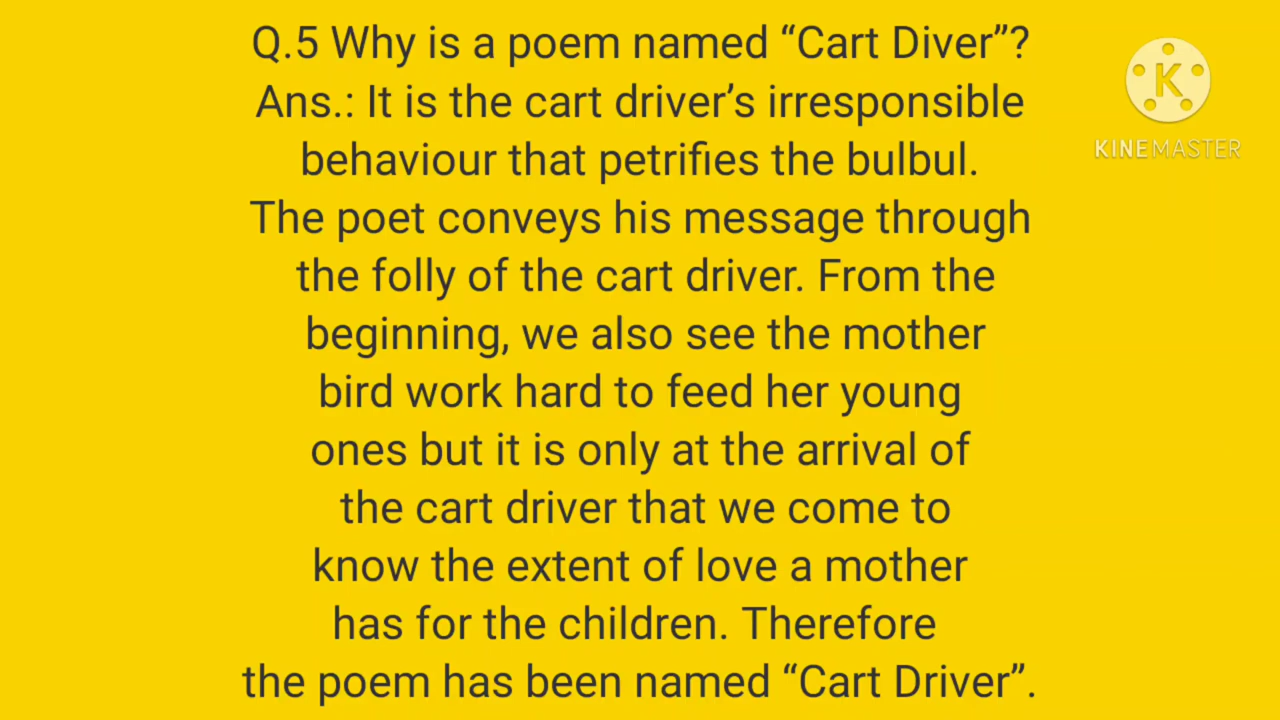 Q.5 Why is a poem named “Cart Diver”?
Ans.: It is the cart driver’s irresponsible
behaviour that petrifies the bulbul.
The poet conveys his message through
the folly of the cart driver. From the
beginning, we also see the mother
bird work hard to feed her young
ones but it is only at the arrival of
the cart driver that we come to
know the extent of love a mother
has for the children. Therefore
the poem has been named “Cart Driver”.
K
KINEMASTER